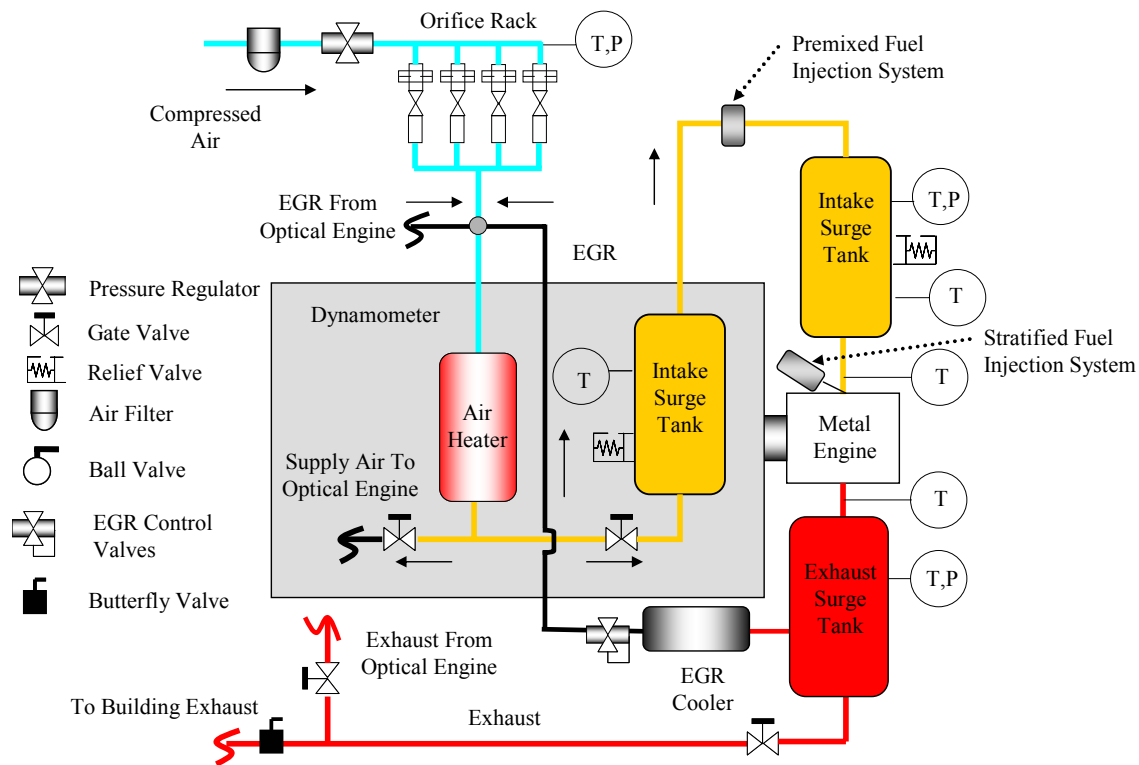 Orifice Rack
T,P
Premixed Fuel
Injection System
Compressed
Air
Intake
Surge
Tank
T,P
EGR From
Optical Engine
EGR
T
Pressure Regulator
Gate Valve
Relief Valve
Air Filter
Ball Valve
EGR Control
Valves
Butterfly Valve
Dynamometer
Stratified Fuel
Injection System
T
T
Intake
Surge
Tank
Air
Heater
Metal
Engine
Supply Air To
Optical Engine
T
T,P
Exhaust
Surge
Tank
Exhaust From
Optical Engine
EGR
Cooler
To Building Exhaust
Exhaust